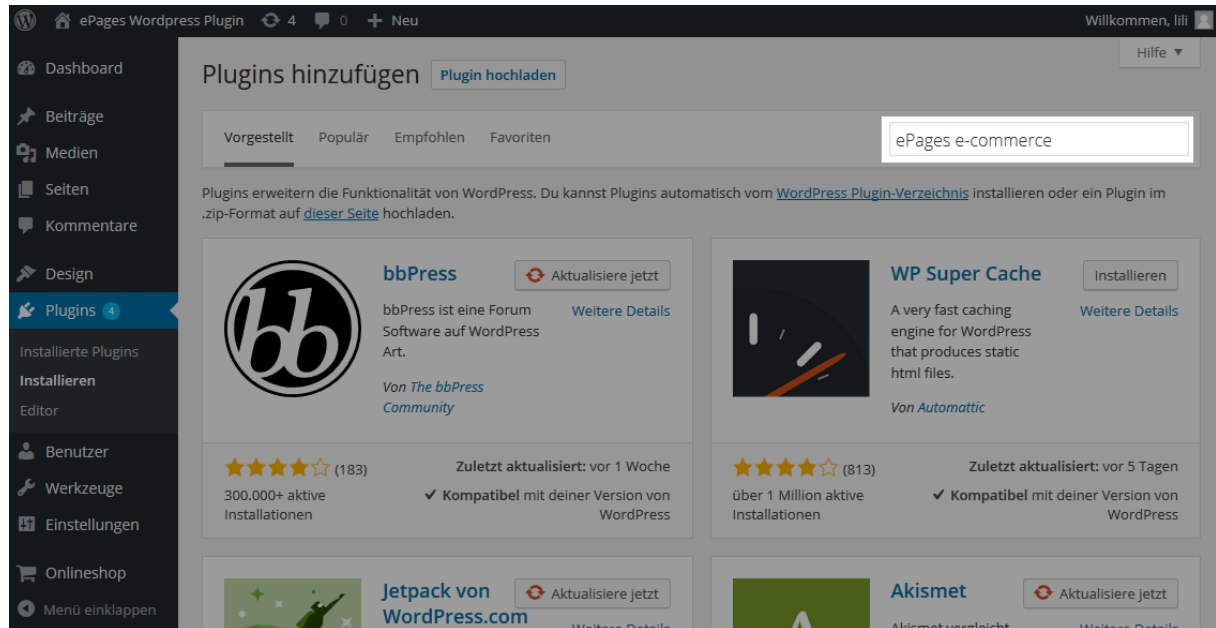 ePages Wordpress Plugin 4 0 + Neu Willkommen, lili
Hilfe ▼
Dashboard
Beiträge
Medien
Seiten
Kommentare
Design
Plugins 4
Installierte Plugins
Installieren
Editor
Benutzer
Werkzeuge
Einstellungen
Onlineshop
Menü einklappen
Plugins hinzufügen Plugin hochladen
Vorgestellt Populär Empfohlen Favoriten
ePages e-commerce
Plugins erweitern die Funktionalität von WordPress. Du kannst Plugins automatisch vom WordPress Plugin-Verzeichnis installieren oder ein Plugin im
.zip-Format auf dieser Seite hochladen.
bb
bbPress
Aktualisiere jetzt
Weitere Details
bbPress ist eine Forum
Software auf WordPress
Art.
Von The bbPress
Community
(183)
300.000+ aktive
Installationen
Zuletzt aktualisiert: vor 1 Woche
✔ Kompatibel mit deiner Version von
WordPress
WP Super Cache
Installieren
Weitere Details
A very fast caching
engine for WordPress
that produces static
html files.
Von Automattic
(813)
über 1 Million aktive
Installationen
Zuletzt aktualisiert: vor 5 Tagen
✔ Kompatibel mit deiner Version von
WordPress
Jetpack von
WordPress.com
Aktualisiere jetzt
Weitere Details
Akismet
Aktualisiere jetzt
Akismet vergleicht
Weitere Details